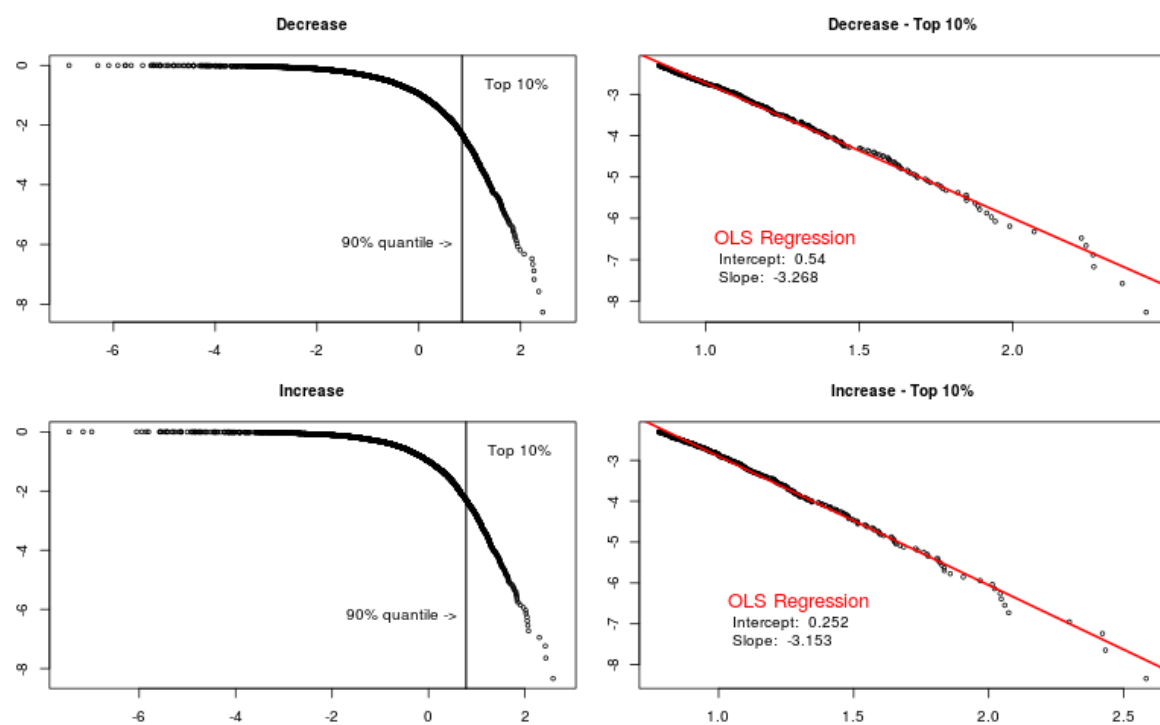 Decrease
0
-2
-4
-6
-8
Top 10%
90% quantile ->
-6
-4
-2
0
2
Decrease - Top 10%
-3
-4
-5
-6
-7
-8
OLS Regression
Intercept: 0.54
Slope: -3.268
1.0
1.5
2.0
Increase
0
-2
-4
-6
-8
Top 10%
90% quantile ->
-6
-4
-2
0
2
Increase - Top 10%
-3
-4
-5
-6
-7
-8
OLS Regression
Intercept: 0.252
Slope: -3.153
1.0
1.5
2.0
2.5